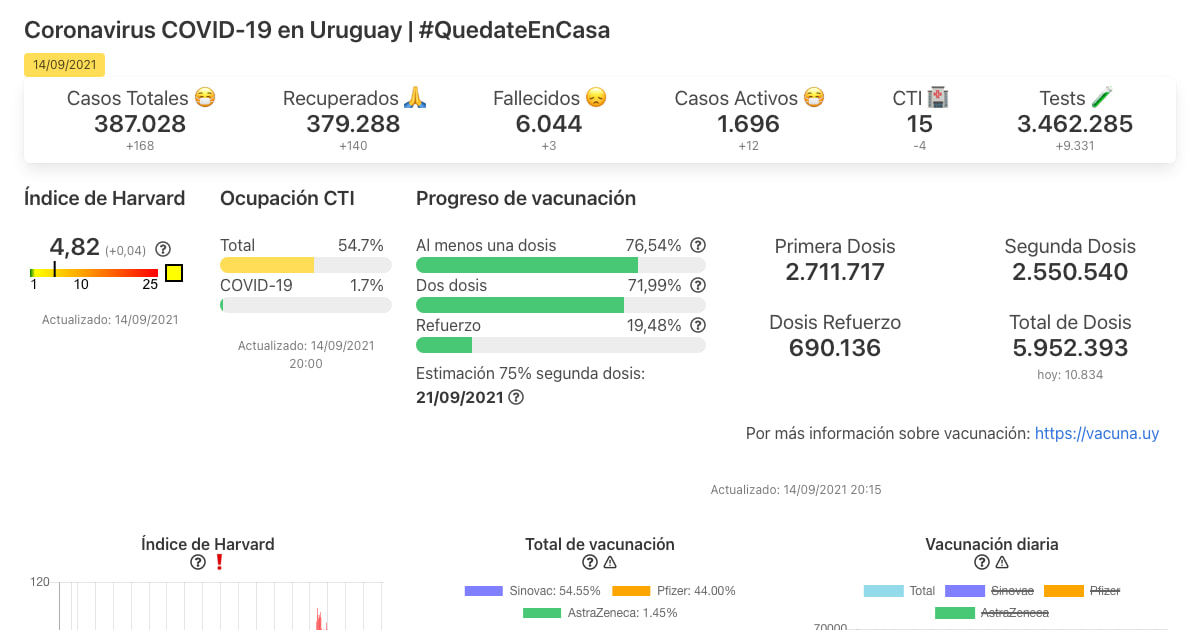 Coronavirus COVID-19 en Uruguay | #QuedateEnCasa
14/09/2021
Casos Totales 😷 Recuperados 🙏 Fallecidos 😞 Casos Activos 😷 CTI 🏥 Tests 🧪
387.028 379.288 6.044 1.696 15 3.462.285
+168 +140 +3 +12 -4 +9.331
Índice de Harvard
4,82 (+0,04) ?
1 10 25
Actualizado: 14/09/2021
Ocupación CTI
Total 54.7%
COVID-19 1.7%
Actualizado: 14/09/2021
20:00
Progreso de vacunación
Al menos una dosis 76,54% ?
Dos dosis 71,99% ?
Refuerzo 19,48% ?
Estimación 75% segunda dosis:
21/09/2021 ?
Primera Dosis
2.711.717
Segunda Dosis
2.550.540
Dosis Refuerzo
690.136
Total de Dosis
5.952.393
hoy: 10.834
Por más información sobre vacunación: https://vacuna.uy
Actualizado: 14/09/2021 20:15
Índice de Harvard
? ❗
120
Total de vacunación
? ⚠
Sinovac: 54.55% Pfizer: 44.00%
AstraZeneca: 1.45%
Vacunación diaria
? ⚠
Total Sinovac Pfizer
AstraZeneca
70000